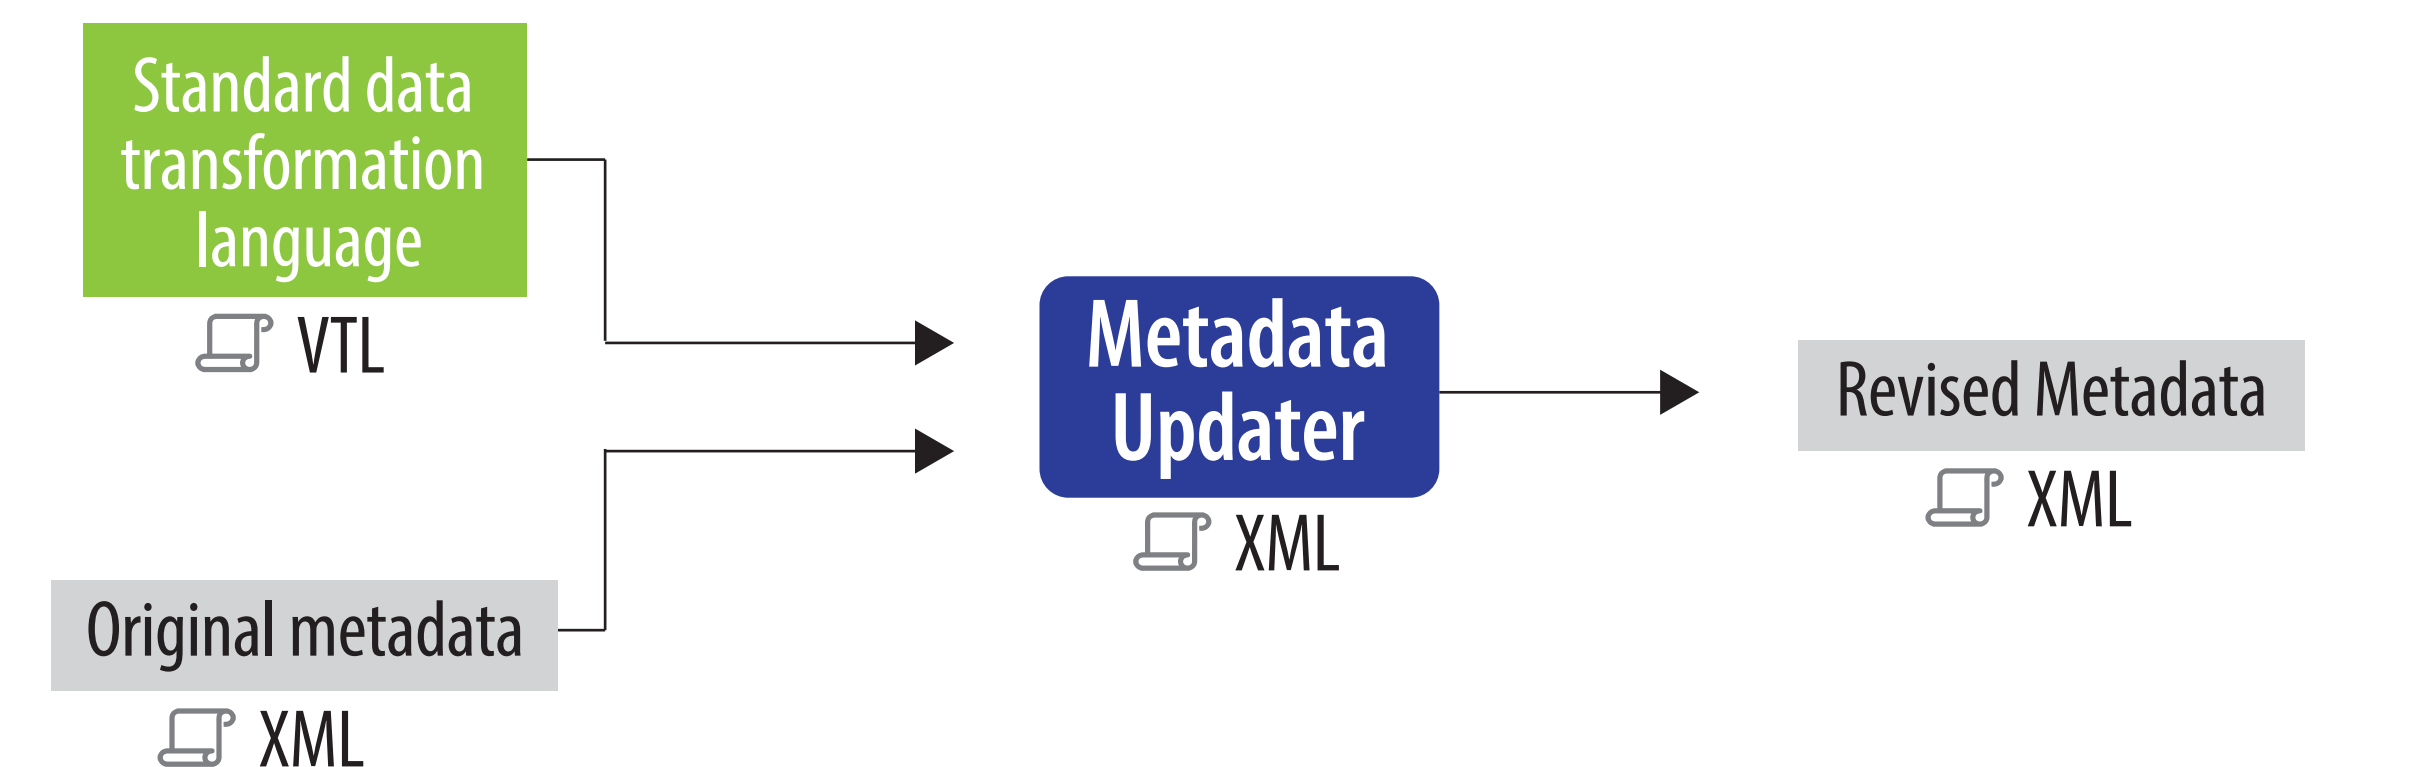 Standard data
transformation
language
VTL
Original metadata
XML
Metadata
Updater
XML
Revised Metadata
XML